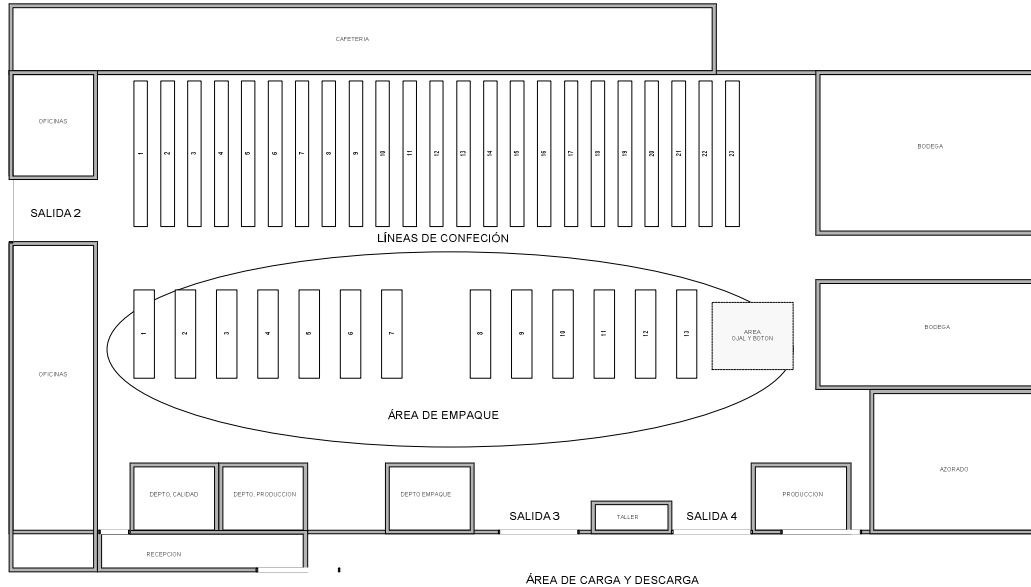 CAFETERIA
OFICINAS
1 2 3 4 5 6 7 8 9 10 11 12 13 14 15 16 17 18 19 20 21 22 23
BODEGA
SALIDA 2
LÍNEAS DE CONFECIÓN
1 2 3 4 5 6 7 8 9 10 11 12 13
AREA
OJAL Y BOTON
BODEGA
OFICINAS
ÁREA DE EMPAQUE
AZORADO
DEPTO. CALIDAD
DEPTO. PRODUCCION
DEPTO EMPAQUE
PRODUCCION
SALIDA 3
TALLER
SALIDA 4
RECEPCION
ÁREA DE CARGA Y DESCARGA